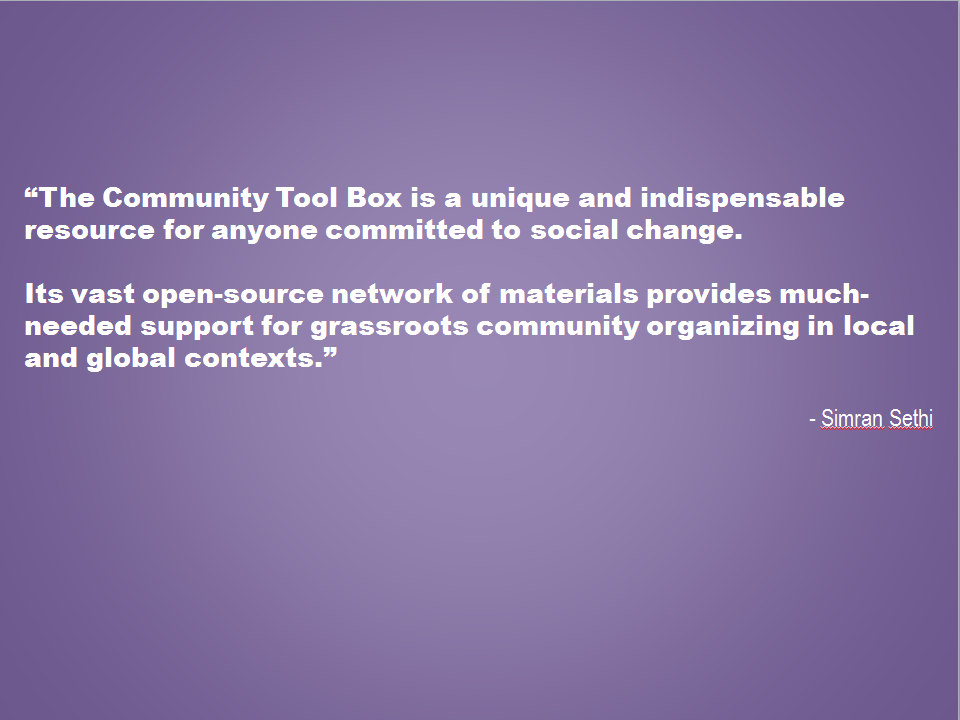 “The Community Tool Box is a unique and indispensable
resource for anyone committed to social change.
Its vast open-source network of materials provides much-
needed support for grassroots community organizing in local
and global contexts.”
- Simran Sethi